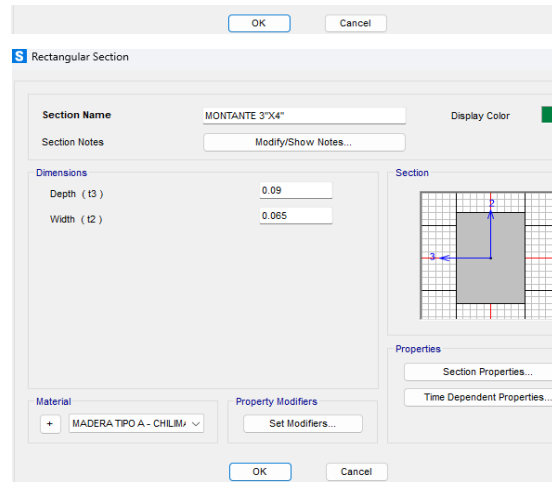 OK Cancel
S Rectangular Section
Section Name MONTANTE 3"X4" Display Color
Section Notes Modify/Show Notes...
Dimensions Section
Depth ( t3 ) 0.09
Width ( t2 ) 0.065
2
3
Properties
Section Properties...
Time Dependent Properties...
Material Property Modifiers
+ MADERA TIPO A - CHILIMA Set Modifiers...
OK Cancel